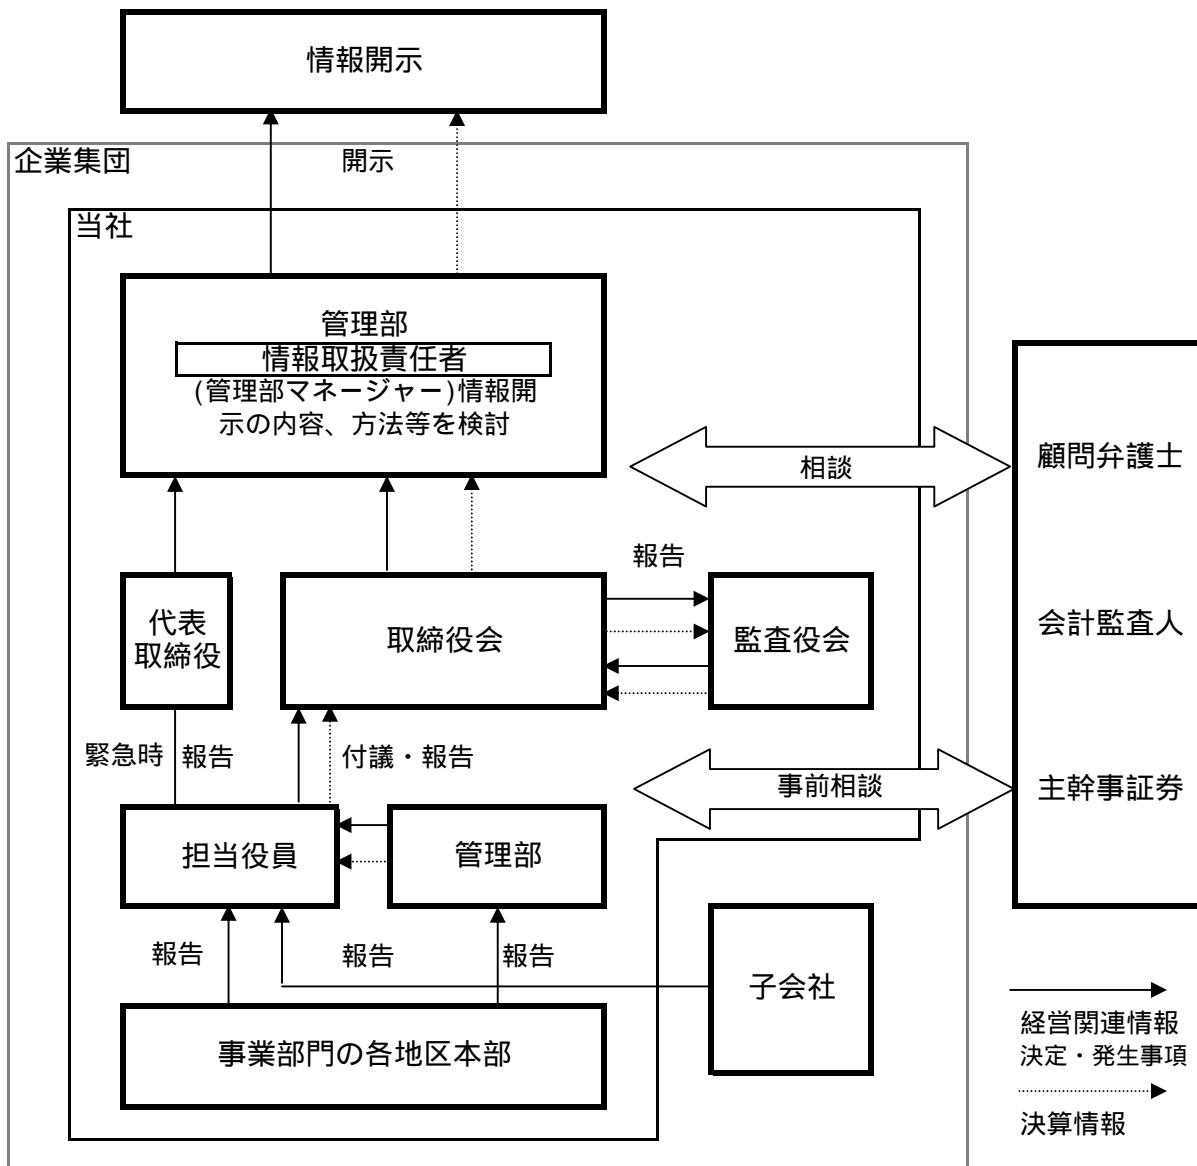 情報開示
企業集団
開示
当社
管理部
情報取扱責任者
(管理部マネージャー)情報開
示の内容、方法等を検討
相談
顧問弁護士
報告
代表
取締役
取締役会
監査役会
会計監査人
緊急時
報告
付議・報告
事前相談
主幹事証券
担当役員
管理部
報告
報告
報告
子会社
事業部門の各地区本部
経営関連情報
決定・発生事項
決算情報